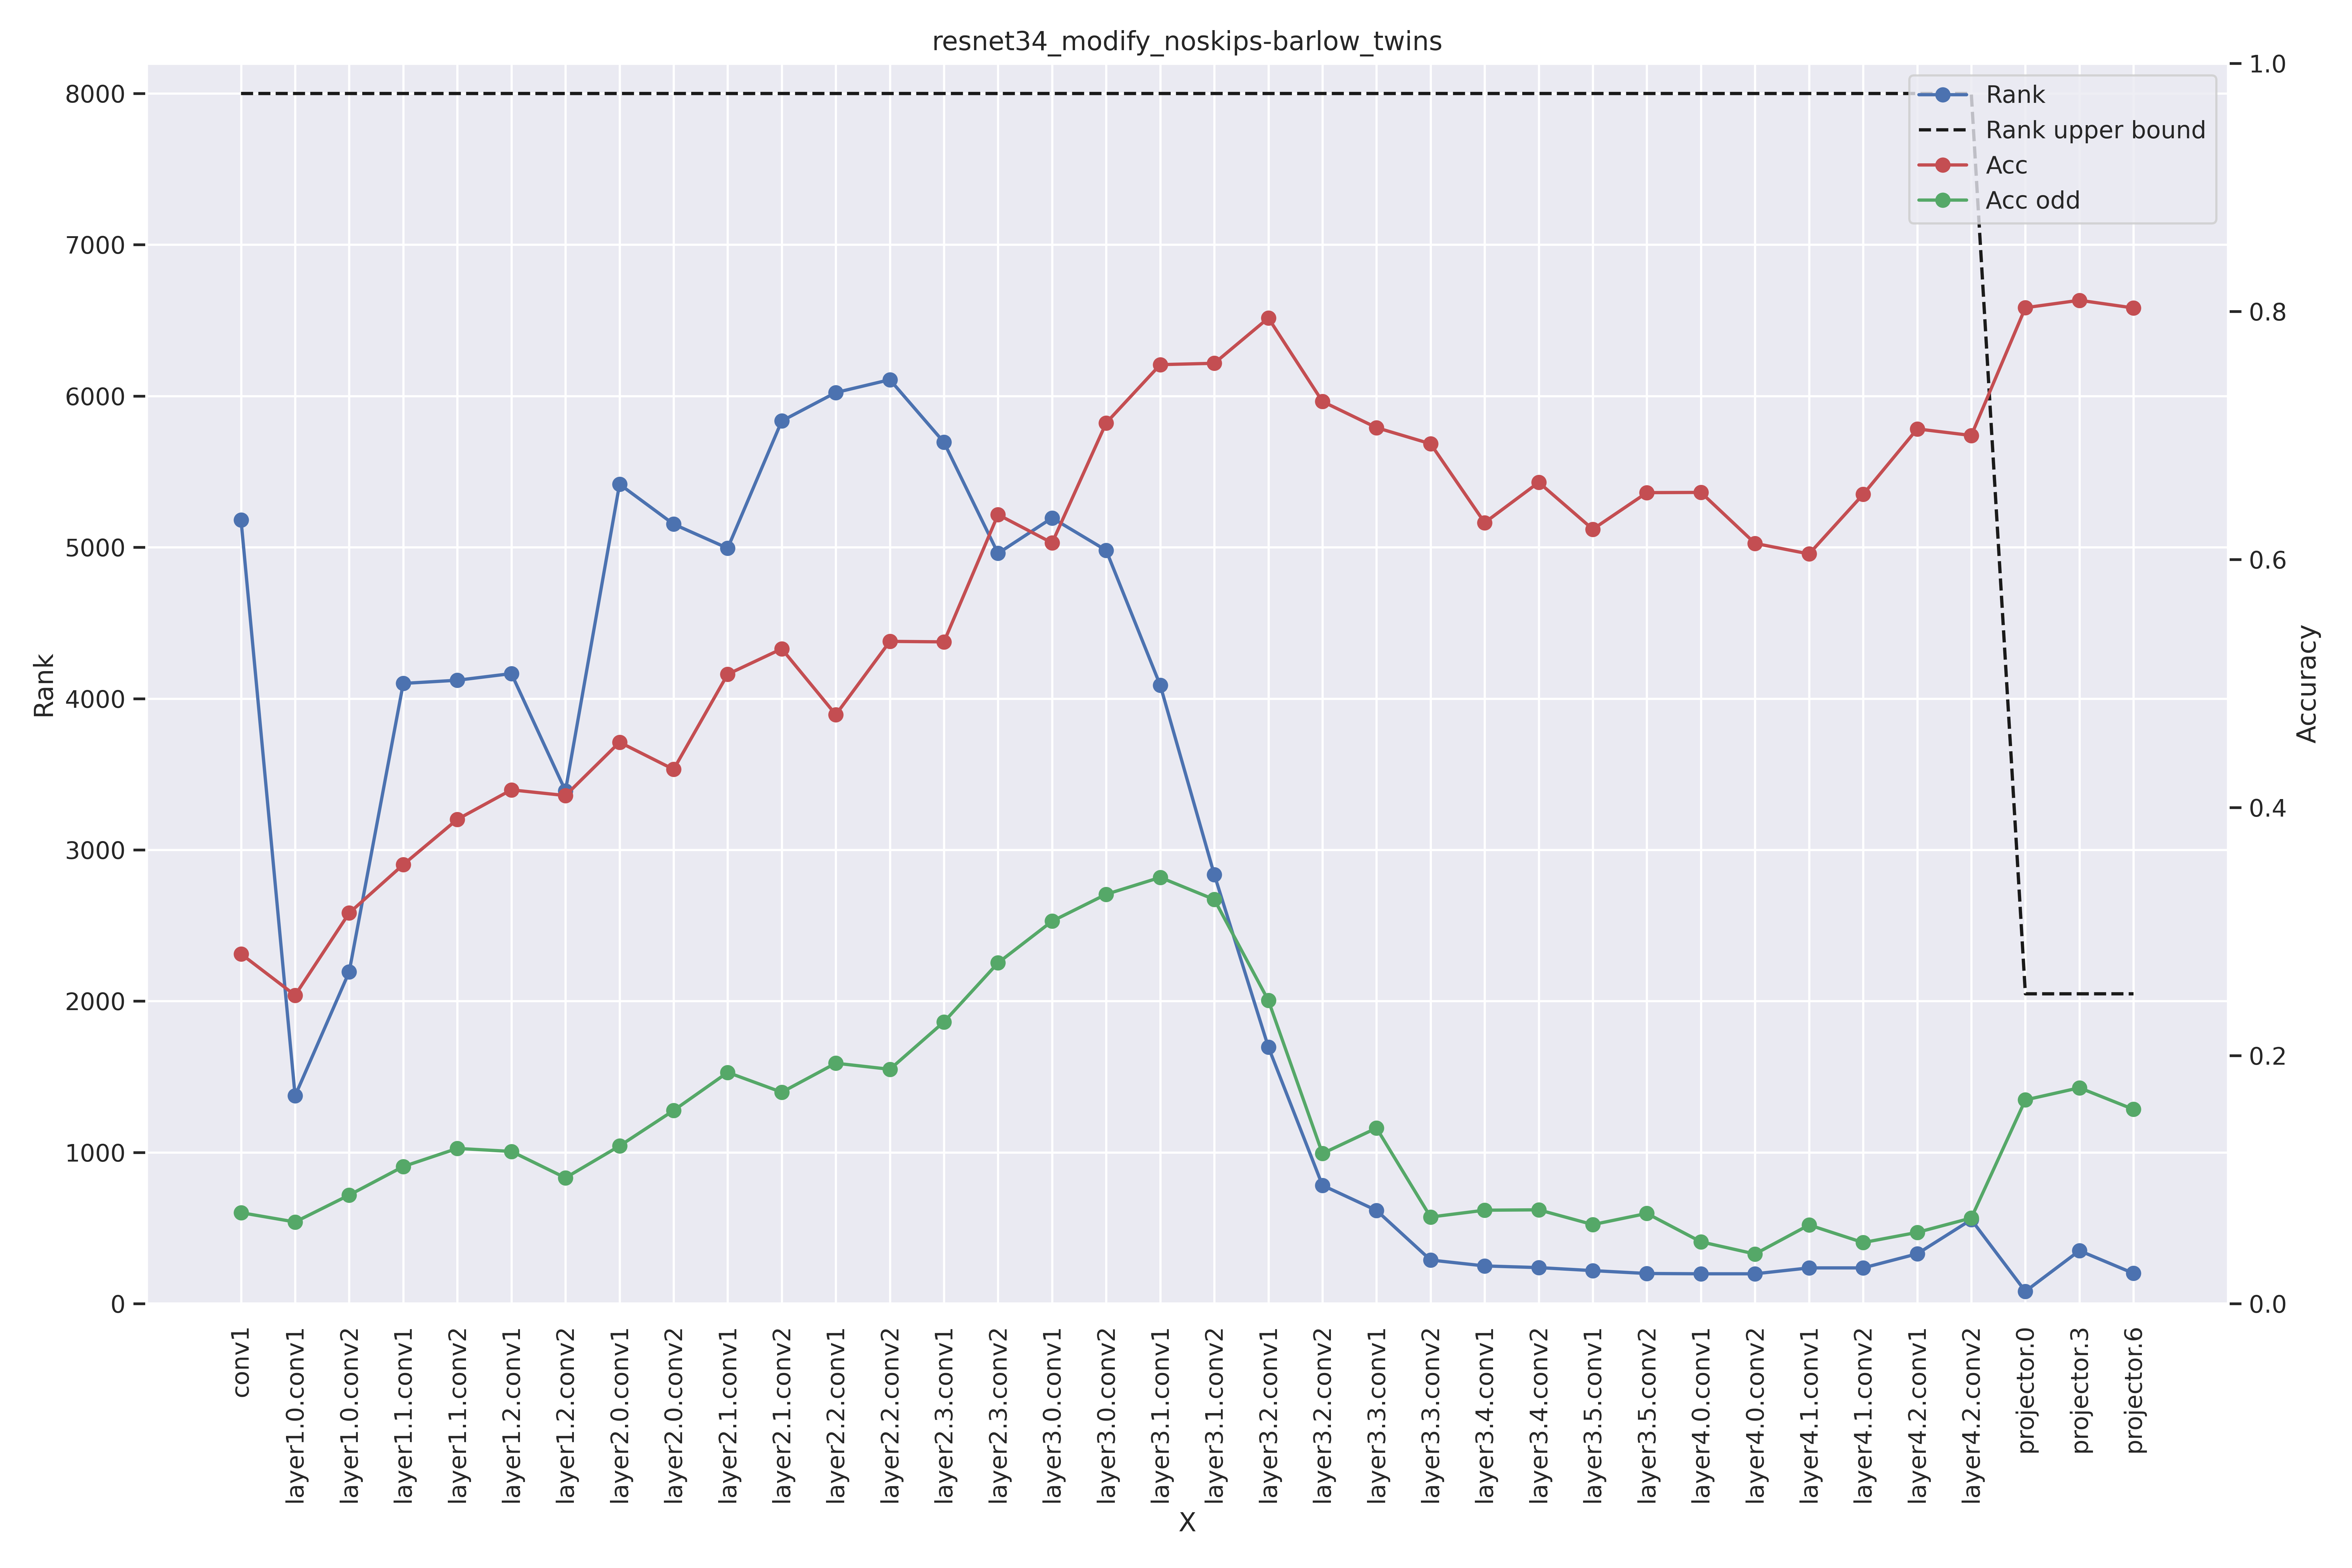 resnet34_modify_noskips-barlow_twins
Rank
Rank upper bound
Acc
Acc odd
8000
7000
6000
5000
4000
3000
2000
1000
0
Rank
1.0
0.8
0.6
0.4
0.2
0.0
Accuracy
conv1
layer1.0.conv1
layer1.0.conv2
layer1.1.conv1
layer1.1.conv2
layer1.2.conv1
layer1.2.conv2
layer2.0.conv1
layer2.0.conv2
layer2.1.conv1
layer2.1.conv2
layer2.2.conv1
layer2.2.conv2
layer2.3.conv1
layer2.3.conv2
layer3.0.conv1
layer3.0.conv2
layer3.1.conv1
layer3.1.conv2
layer3.2.conv1
layer3.2.conv2
layer3.3.conv1
layer3.3.conv2
layer3.4.conv1
layer3.4.conv2
layer3.5.conv1
layer3.5.conv2
layer4.0.conv1
layer4.0.conv2
layer4.1.conv1
layer4.1.conv2
layer4.2.conv1
layer4.2.conv2
projector.0
projector.3
projector.6
X